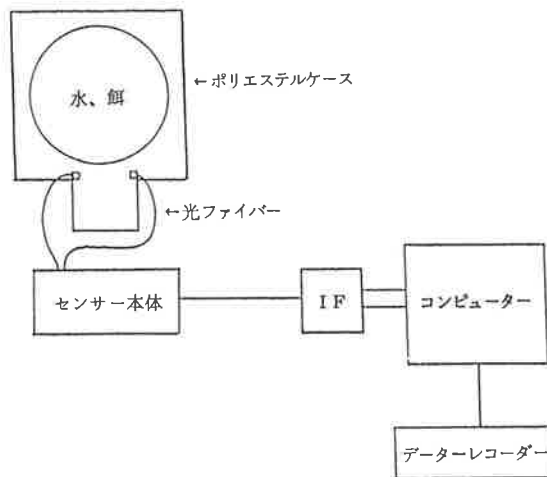 水、餌
←ポリエステルケース
←光ファイバー
センサー本体
IF
コンピューター
データーレコーダー